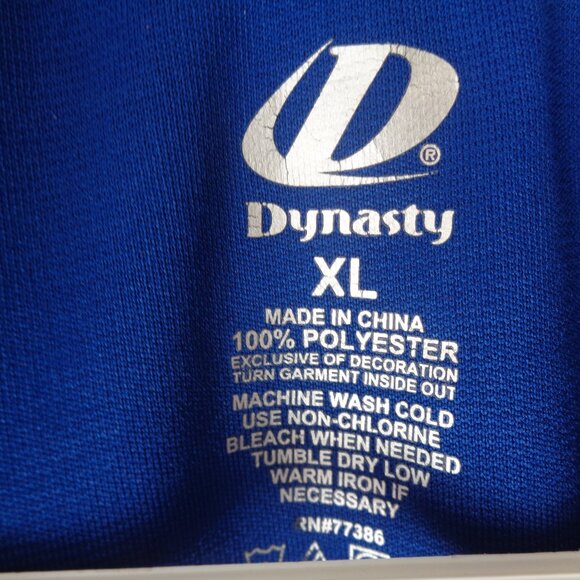 D®
Dynasty
XL
MADE IN CHINA
100% POLYESTER
EXCLUSIVE OF DECORATION
TURN GARMENT INSIDE OUT
MACHINE WASH COLD
USE NON-CHLORINE
BLEACH WHEN NEEDED
TUMBLE DRY LOW
WARM IRON IF
NECESSARY
RN#77386